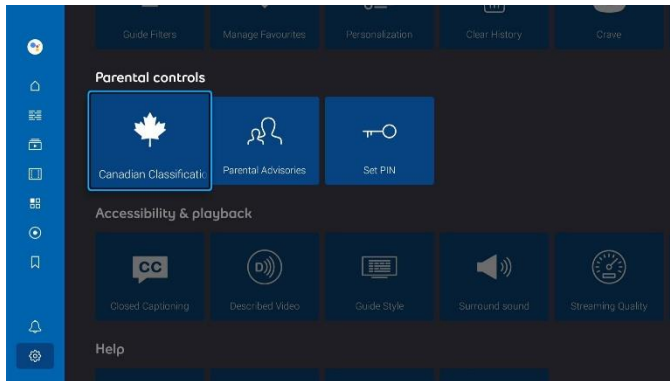 Guide Filters
Manage Favourites
Personalization
Clear History
Crave
Parental controls
Canadian Classificatio
Parental Advisories
Set PIN
Accessibility & playback
CC
D
Closed Captioning
Described Video
Guide Style
Surround sound
Streaming Quality
Help